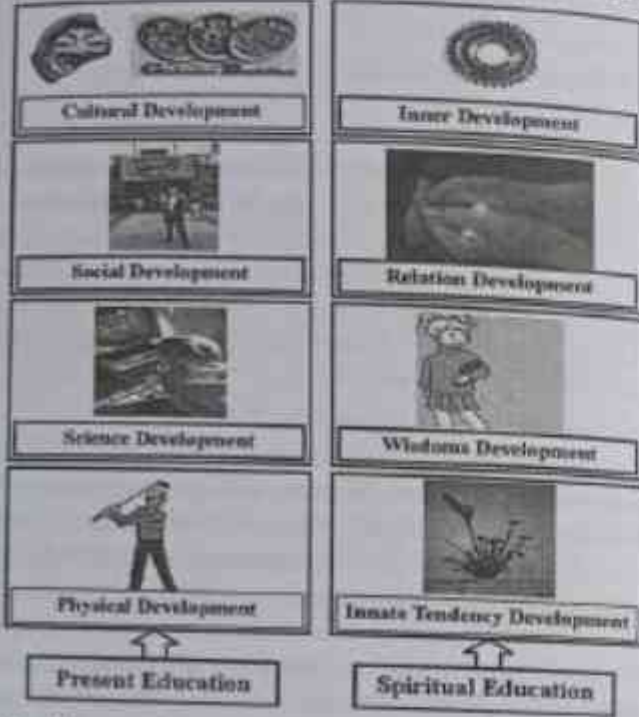 Cultural Development
Inner Development
Social Development
Relation Development
Science Development
Wisdoms Development
Physical Development
Innate Tendency Development
Present Education
Spiritual Education